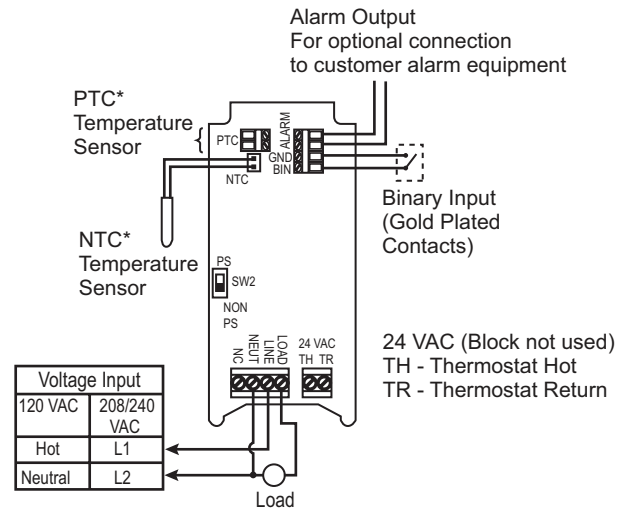 Alarm Output
For optional connection
to customer alarm equipment
PTC*
Temperature
Sensor
PTC
ALARM
GND
BIN
NTC
Binary Input
(Gold Plated
Contacts)
NTC*
Temperature
Sensor
PS
SW2
NON
PS
NC
NEUT
LINE
LOAD
24 VAC
TH TR
24 VAC (Block not used)
TH - Thermostat Hot
TR - Thermostat Return
Voltage Input
120 VAC
208/240
VAC
Hot
L1
Neutral
L2
Load